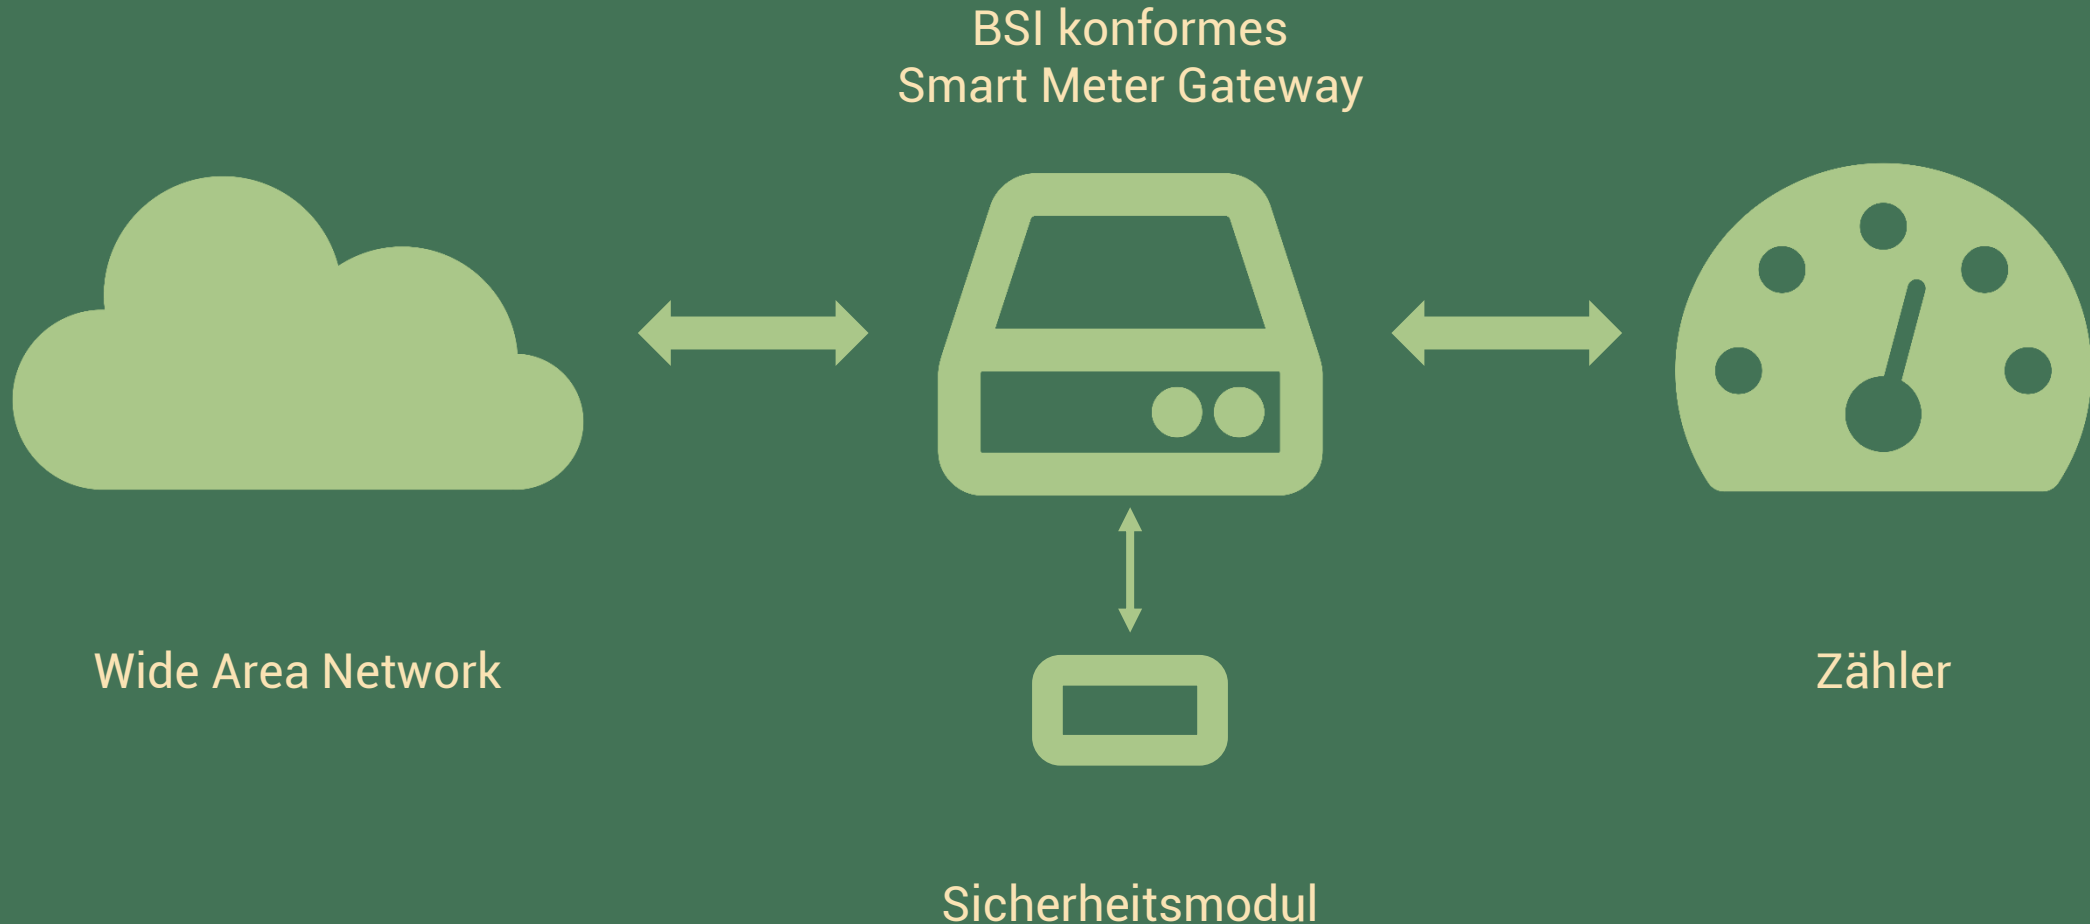 BSI konformes
Smart Meter Gateway
Wide Area Network
Zähler
Sicherheitsmodul